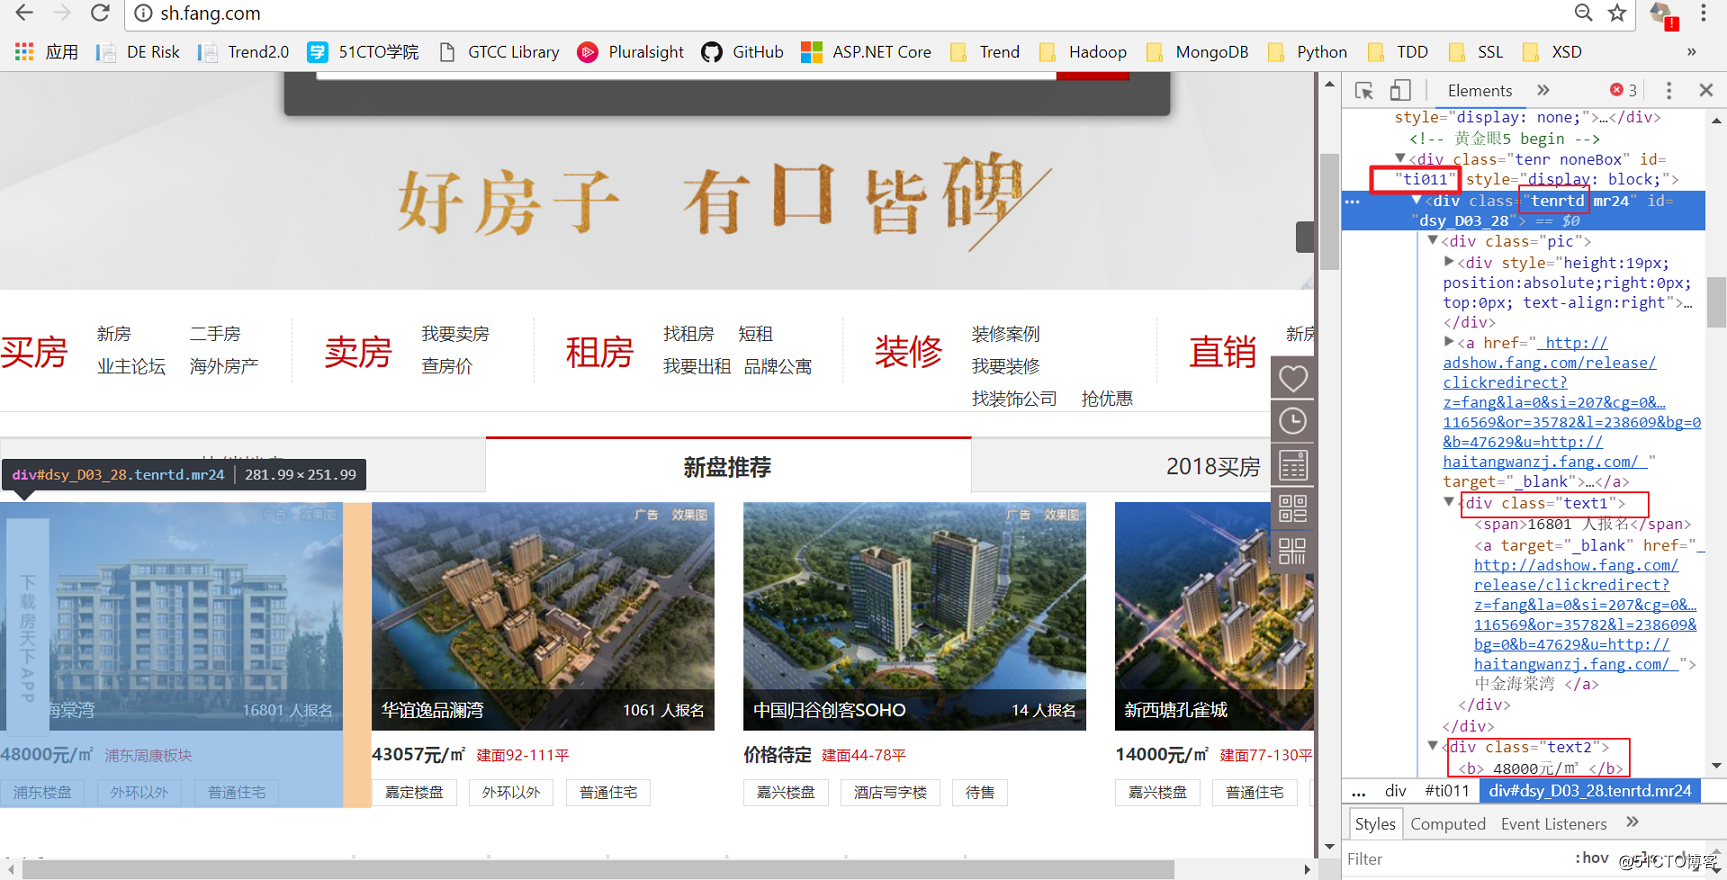 sh.fang.com
应用 DE Risk Trend2.0 51CTO学院 GTCC Library Pluralsight GitHub ASP.NET Core Trend Hadoop MongoDB Python TDD SSL XSD »
好房子 有口皆碑
买房 新房 二手房
业主论坛 海外房产
卖房 我要卖房
查房价
租房 找租房 短租
我要出租 品牌公寓
装修 装修案例
我要装修
找装饰公司 抢优惠
直销 新房
新盘推荐
2018买房
div#dsy_D03_28.tenrtd.mr24 281.99×251.99
下载房天下APP
海棠湾 16801 人报名
48000元/㎡ 浦东周康板块
浦东楼盘 外环以外 普通住宅
广告 效果图
华谊逸品澜湾 1061 人报名
43057元/㎡ 建面92-111平
嘉定楼盘 外环以外 普通住宅
广告 效果图
中国归谷创客SOHO 14 人报名
价格待定 建面44-78平
嘉兴楼盘 酒店写字楼 待售
新西塘孔雀城
14000元/㎡ 建面77-130平
嘉兴楼盘 普通住宅
Elements » 3
style="display: none;">…</div>
<!-- 黄金眼5 begin -->
<div class="tenr noneBox" id=
"ti011" style="display: block;">
<div class="tenrtd mr24" id=
"dsy_D03_28"> == $0
<div class="pic">
<div style="height:19px;
position:absolute;right:0px;
top:0px; text-align:right">…
</div>
<a href=" http://
adshow.fang.com/release/
clickredirect?
z=fang&la=0&si=207&cg=0&…
116569&or=35782&l=238609&bg=0
&b=47629&u=http://
haitangwanzj.fang.com/ "
target="_blank">…</a>
<div class="text1">
<span>16801 人报名</span>
<a target="_blank" href="
http://adshow.fang.com/
release/clickredirect?
z=fang&la=0&si=207&cg=0&…
116569&or=35782&l=238609&
bg=0&b=47629&u=http://
haitangwanzj.fang.com/ ">
中金海棠湾 </a>
</div>
</div>
<div class="text2">
<b> 48000元/㎡ </b>
... div #ti011 div#dsy_D03_28.tenrtd.mr24
Styles Computed Event Listeners »
Filter :hov .cls
@51CTO博客